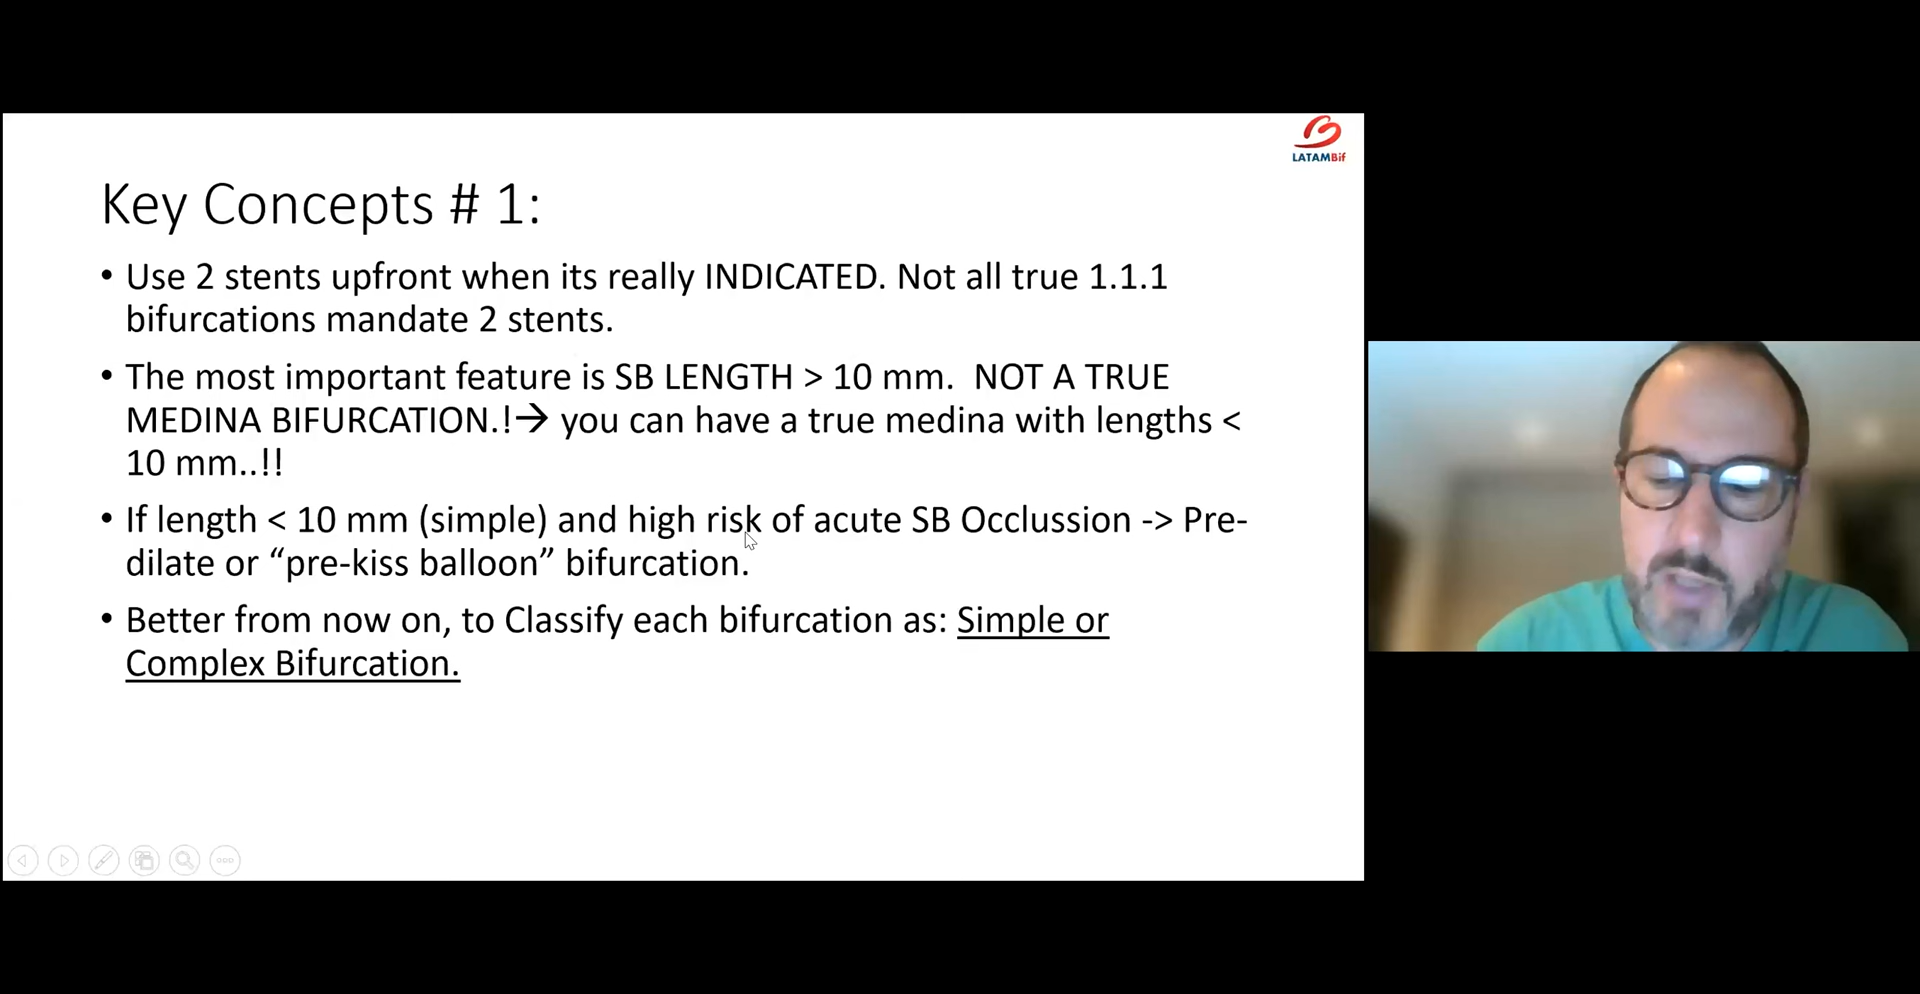 LATAMBif
Key Concepts # 1:
• Use 2 stents upfront when its really INDICATED. Not all true 1.1.1
bifurcations mandate 2 stents.
• The most important feature is SB LENGTH > 10 mm.  NOT A TRUE
MEDINA BIFURCATION.!→ you can have a true medina with lengths <
10 mm..!!
• If length < 10 mm (simple) and high risk of acute SB Occlussion -> Pre-
dilate or “pre-kiss balloon” bifurcation.
• Better from now on, to Classify each bifurcation as: Simple or
Complex Bifurcation.